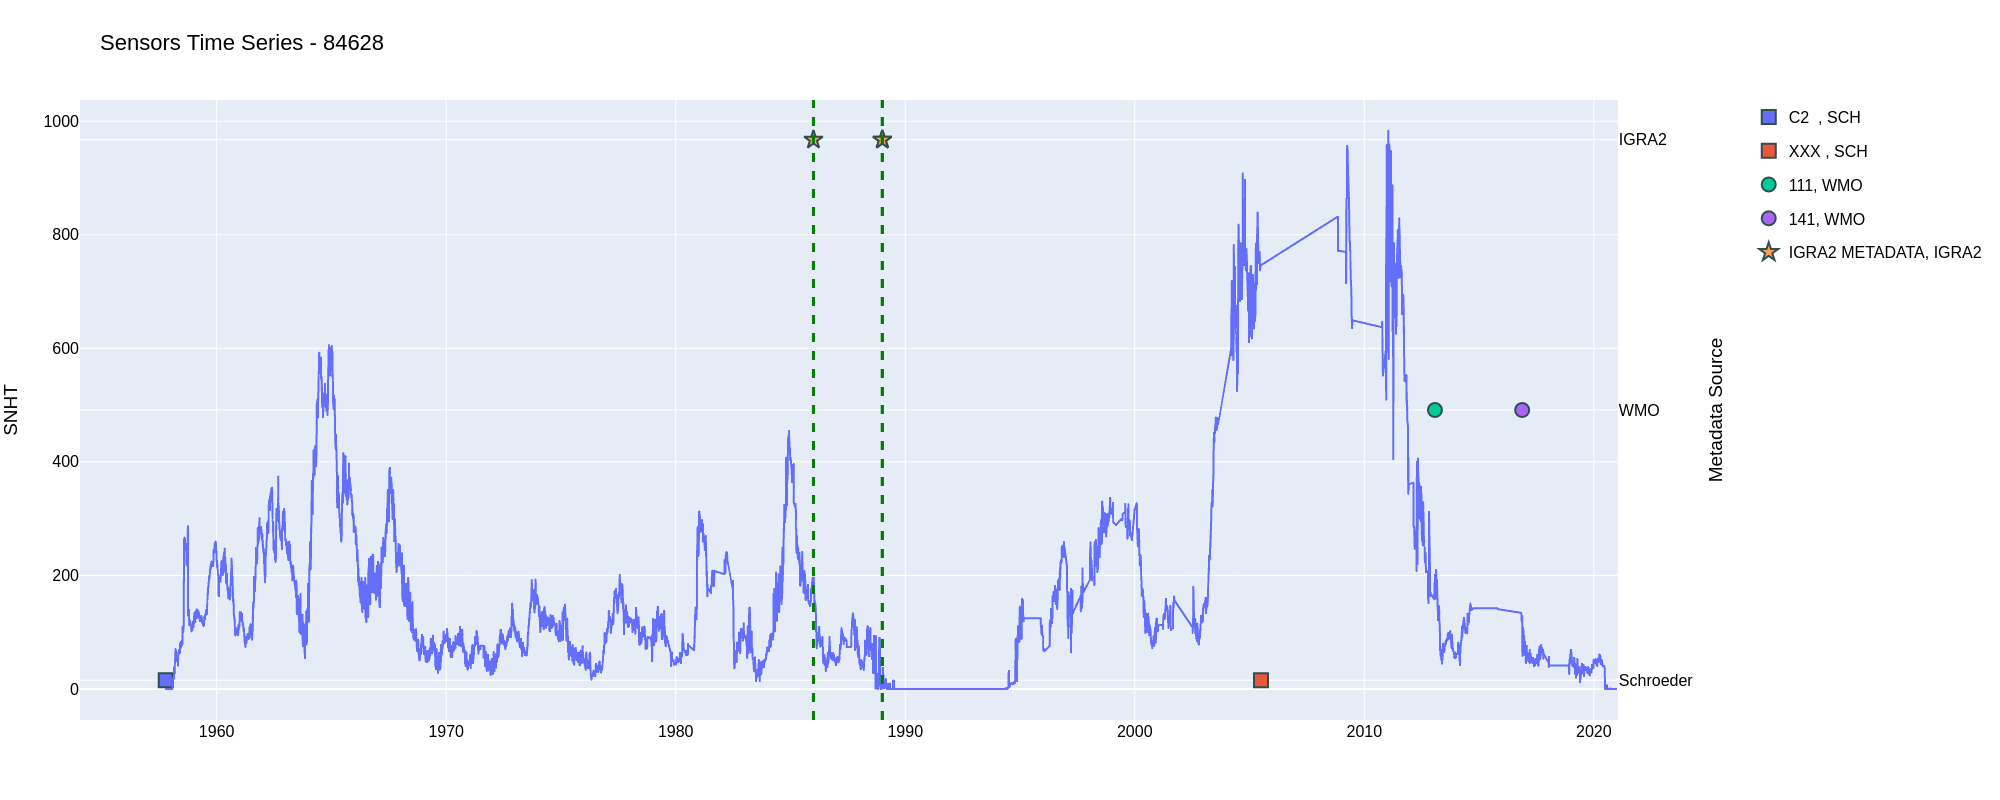 Sensors Time Series - 84628
1000
800
600
400
200
0
SNHT
1960
1970
1980
1990
2000
2010
2020
IGRA2
WMO
Schroeder
Metadata Source
C2 , SCH
XXX , SCH
111, WMO
141, WMO
IGRA2 METADATA, IGRA2